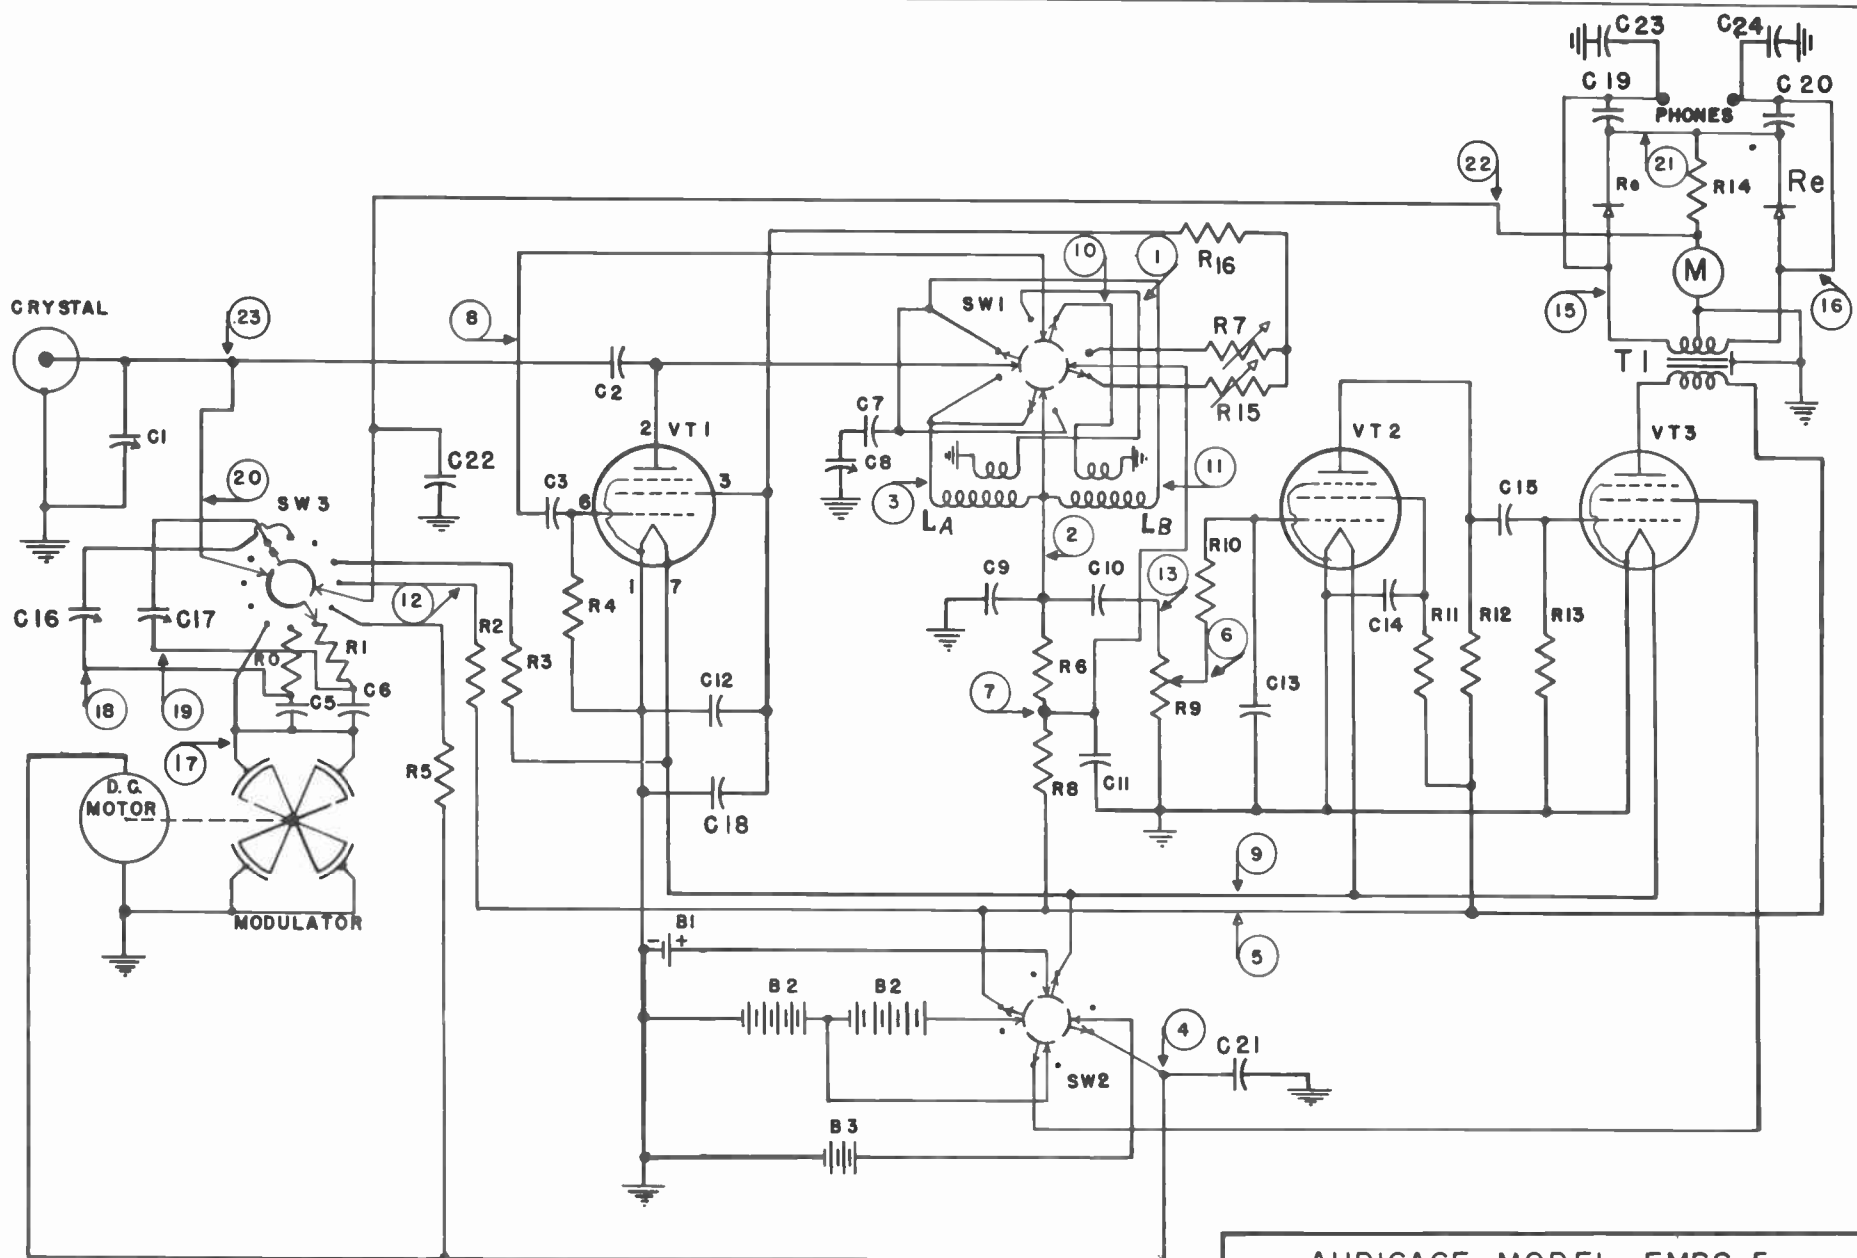 C23
C24
C19
C20
PHONES
22
21
Re
R14
Re
M
15
16
T1
10
1
R16
SW1
R7
R15
8
CRYSTAL
23
C2
C1
2
VT1
C22
C3
6
3
C7
C8
3
11
LA
LB
VT2
VT3
C15
20
SW3
2
R10
1
7
C9
C10
13
C16
C17
12
R2
R4
R3
6
C14
R11
R12
R13
R0
R1
R6
C12
C5
C6
7
R9
C13
18
19
17
R5
R8
C11
D.C.
MOTOR
C18
9
MODULATOR
B1
- +
5
B2
B2
4
C21
SW2
B3